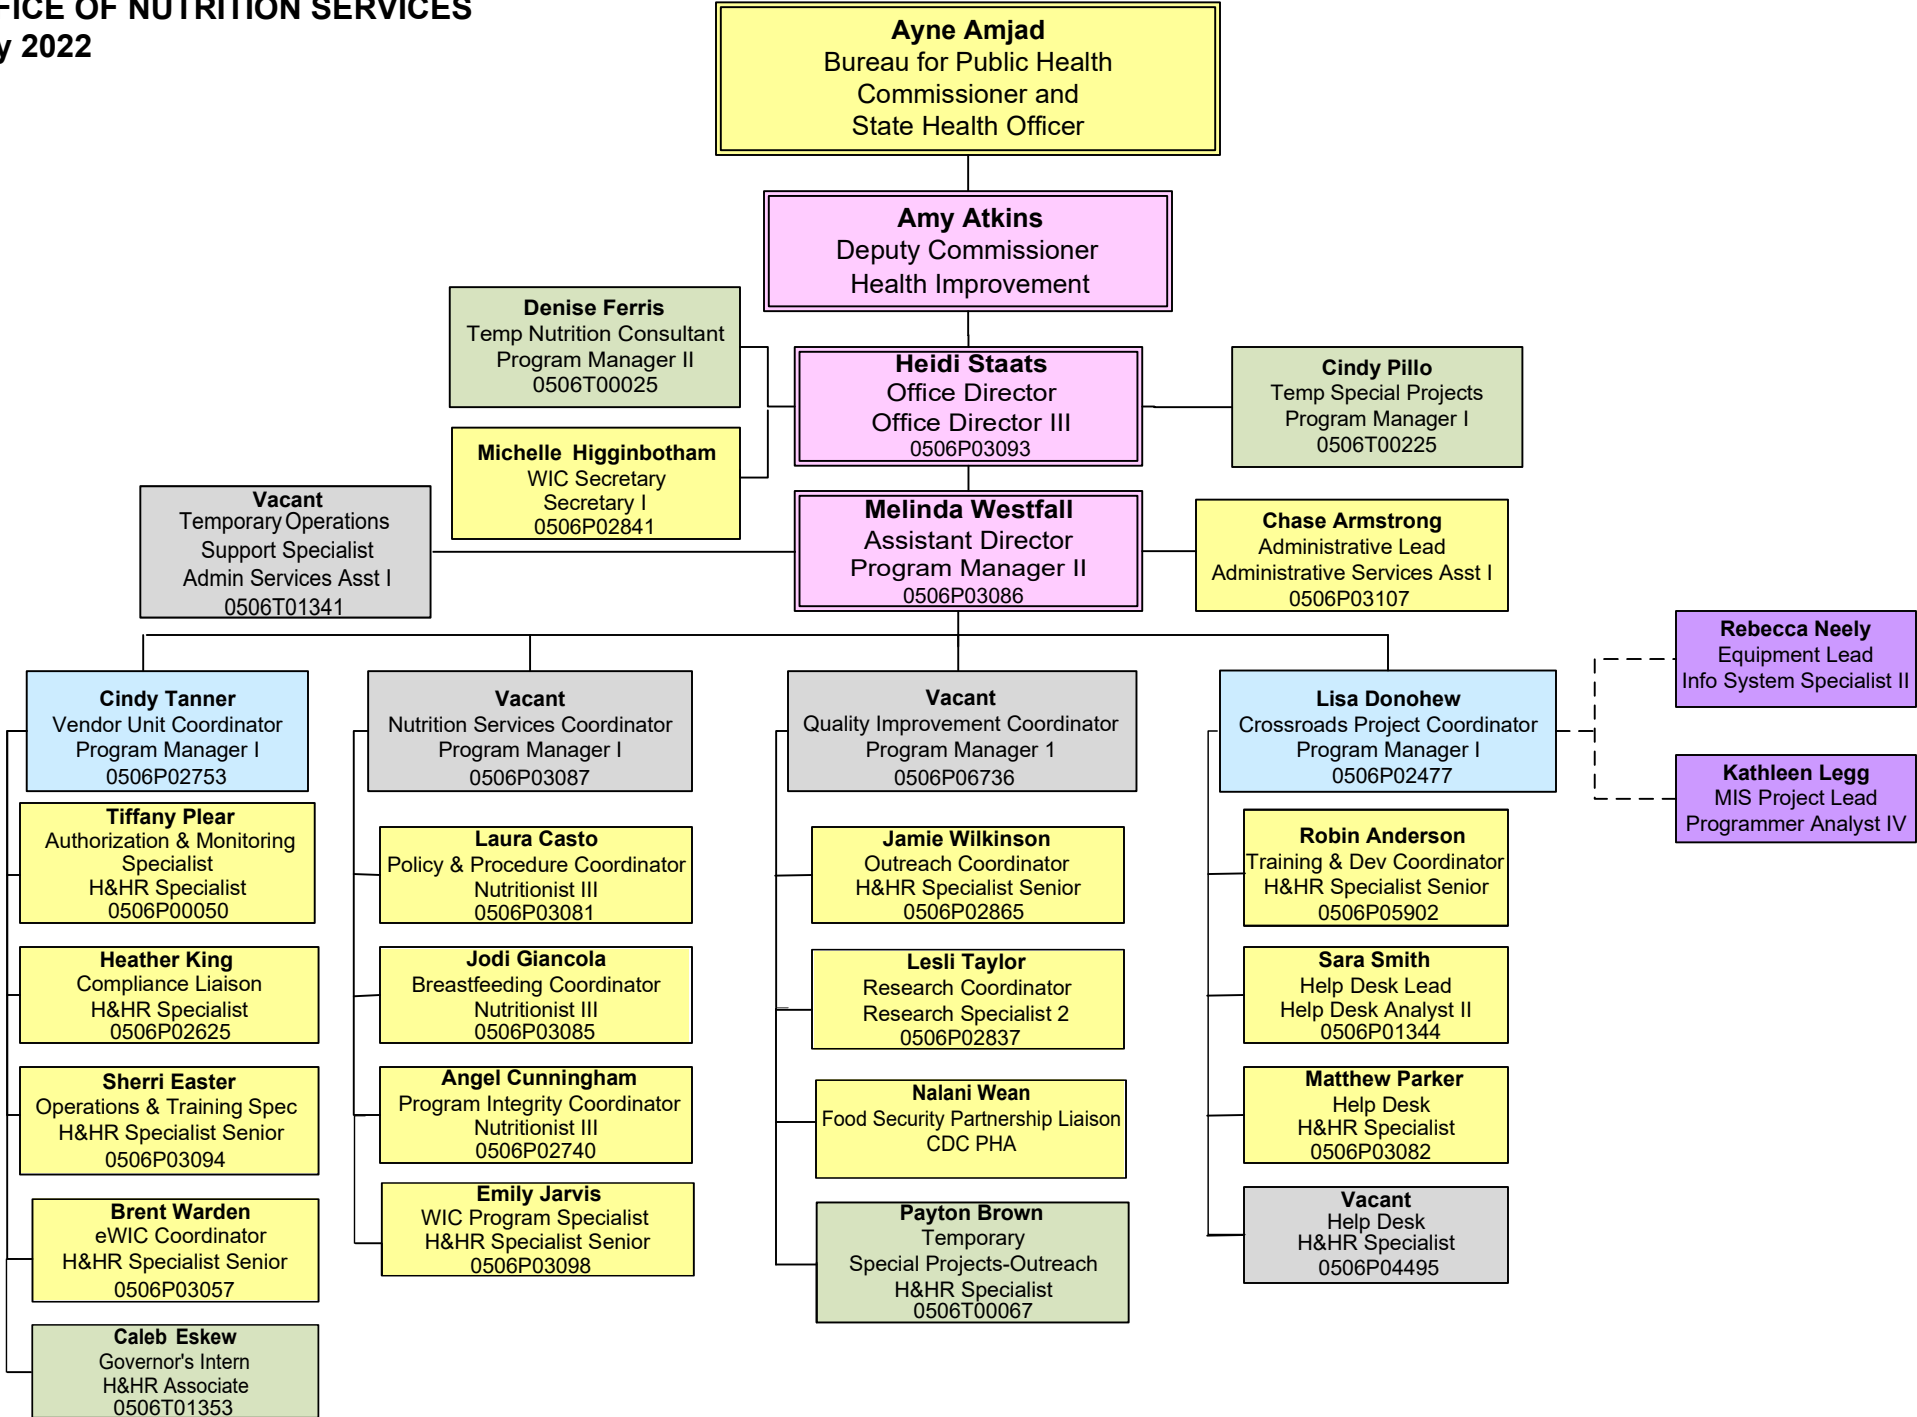 FICE OF NUTRITION SERVICES
y 2022
Ayne Amjad
Bureau for Public Health
Commissioner and
State Health Officer
Amy Atkins
Deputy Commissioner
Health Improvement
Denise Ferris
Temp Nutrition Consultant
Program Manager II
0506T00025
Heidi Staats
Office Director
Office Director III
0506P03093
Cindy Pillo
Temp Special Projects
Program Manager I
0506T00225
Michelle Higginbotham
WIC Secretary
Secretary I
0506P02841
Vacant
Temporary Operations
Support Specialist
Admin Services Asst I
0506T01341
Melinda Westfall
Assistant Director
Program Manager II
0506P03086
Chase Armstrong
Administrative Lead
Administrative Services Asst I
0506P03107
Rebecca Neely
Equipment Lead
Info System Specialist II
Kathleen Legg
MIS Project Lead
Programmer Analyst IV
Cindy Tanner
Vendor Unit Coordinator
Program Manager I
0506P02753
Tiffany Plear
Authorization & Monitoring
Specialist
H&HR Specialist
0506P00050
Heather King
Compliance Liaison
H&HR Specialist
0506P02625
Sherri Easter
Operations & Training Spec
H&HR Specialist Senior
0506P03094
Brent Warden
eWIC Coordinator
H&HR Specialist Senior
0506P03057
Caleb Eskew
Governor's Intern
H&HR Associate
0506T01353
Vacant
Nutrition Services Coordinator
Program Manager I
0506P03087
Laura Casto
Policy & Procedure Coordinator
Nutritionist III
0506P03081
Jodi Giancola
Breastfeeding Coordinator
Nutritionist III
0506P03085
Angel Cunningham
Program Integrity Coordinator
Nutritionist III
0506P02740
Emily Jarvis
WIC Program Specialist
H&HR Specialist Senior
0506P03098
Vacant
Quality Improvement Coordinator
Program Manager 1
0506P06736
Jamie Wilkinson
Outreach Coordinator
H&HR Specialist Senior
0506P02865
Lesli Taylor
Research Coordinator
Research Specialist 2
0506P02837
Nalani Wean
Food Security Partnership Liaison
CDC PHA
Payton Brown
Temporary
Special Projects-Outreach
H&HR Specialist
0506T00067
Lisa Donohew
Crossroads Project Coordinator
Program Manager I
0506P02477
Robin Anderson
Training & Dev Coordinator
H&HR Specialist Senior
0506P05902
Sara Smith
Help Desk Lead
Help Desk Analyst II
0506P01344
Matthew Parker
Help Desk
H&HR Specialist
0506P03082
Vacant
Help Desk
H&HR Specialist
0506P04495